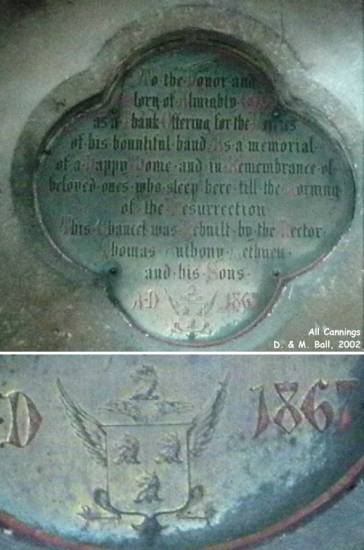 To the Honor and
Glory of Almighty God
as a Thank Offering for the
of his bountiful hand As a memorial
of a Happy Home and in Remembrance of
beloved ones who sleep here till the Morning
of the Resurrection
This Chancel was Rebuilt by the Rector
Thomas Anthony Methuen
and his Sons
A·D 1867
All Cannings
D. & M. Ball, 2002
D 1867